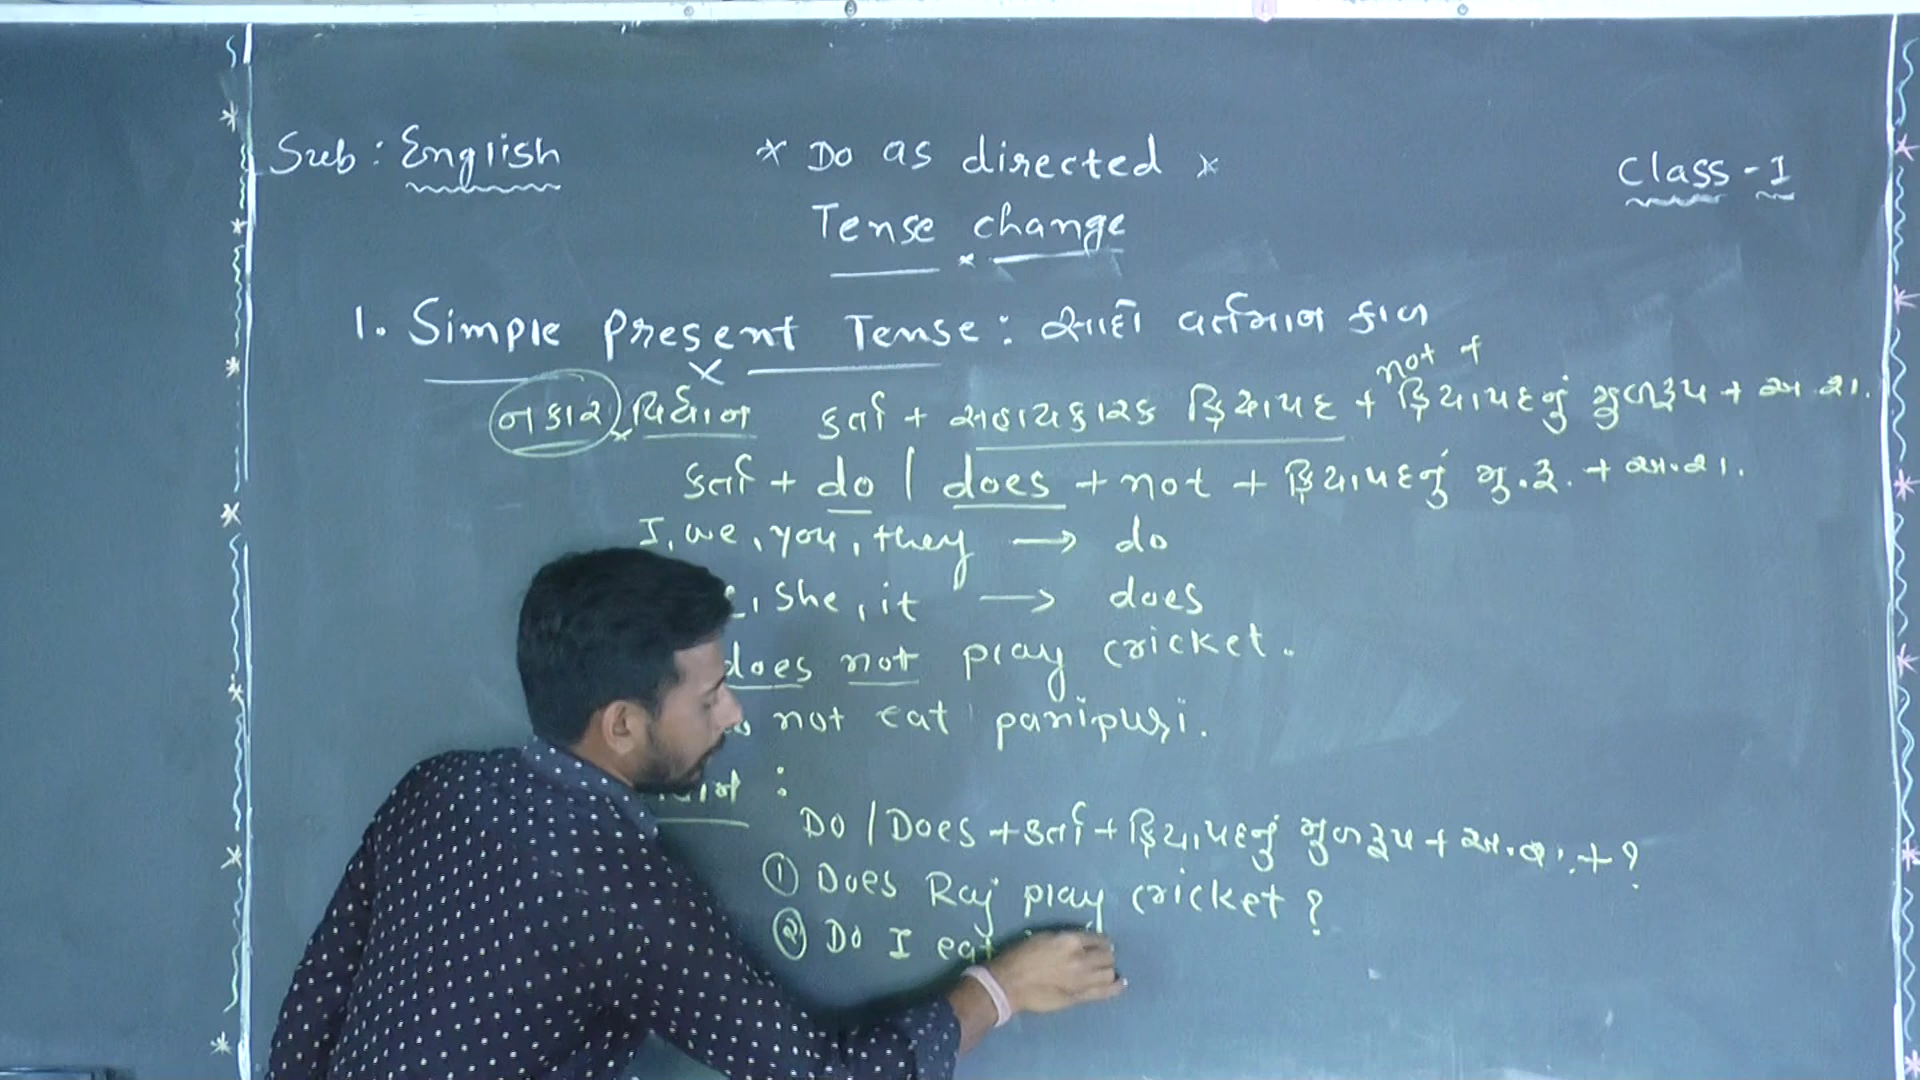 Sub: English
* Do as directed *
Class-I
Tense change
1. Simple Present Tense: સાદો વર્તમાન કાળ
not +
નકાર વિધાન કર્તા + સહાયકારક ક્રિયાપદ + ક્રિયાપદનું મુળરૂપ + અ.શ.
કર્તા + do / does + not + ક્રિયાપદનું મુ.રૂ. + અ.શ.
I, we, you, they → do
she, it → does
does not play cricket.
not eat panipuri.
:
Do / Does + કર્તા + ક્રિયાપદનું મુળરૂપ + અ.શ. + ?
① Does Raj play cricket?
② Do I eat